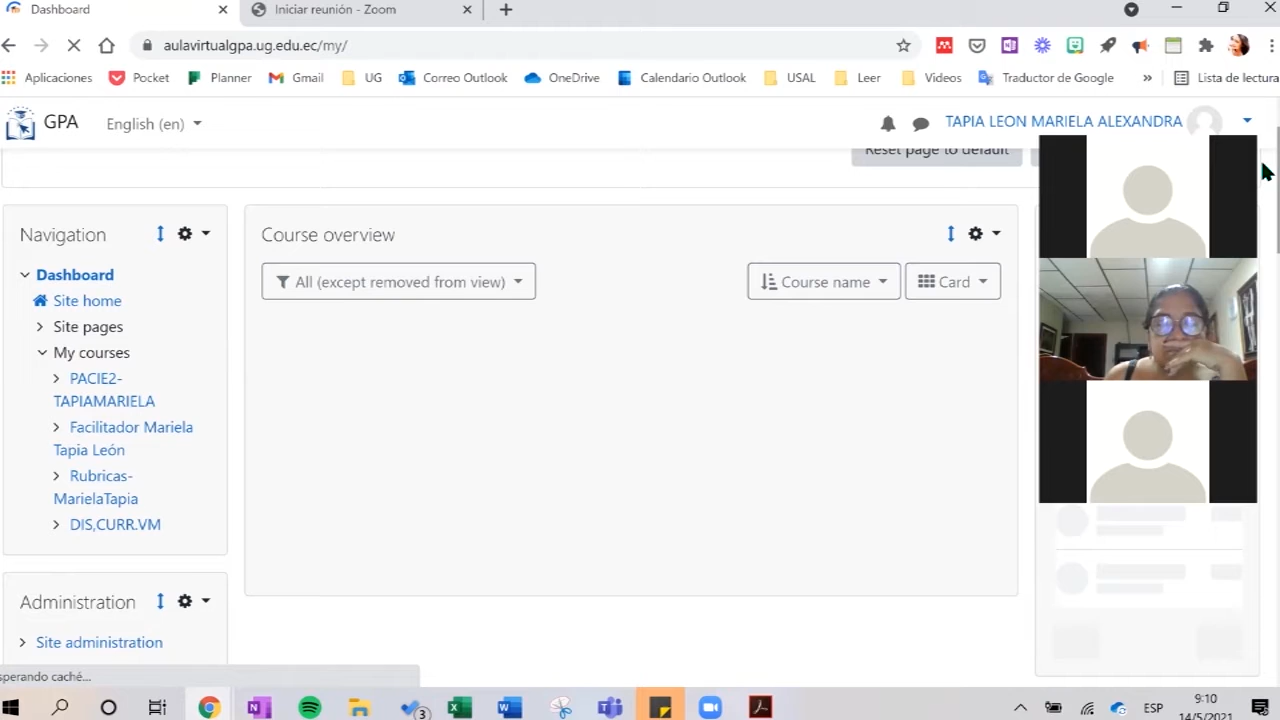 Dashboard
Iniciar reunión - Zoom
aulavirtualgpa.ug.edu.ec/my/
Aplicaciones
Pocket
Planner
Gmail
UG
Correo Outlook
OneDrive
Calendario Outlook
USAL
Leer
Videos
Traductor de Google
»
Lista de lectura
GPA
English (en)
TAPIA LEON MARIELA ALEXANDRA
Reset page to default
Navigation
Dashboard
Site home
Site pages
My courses
PACIE2-
TAPIAMARIELA
Facilitador Mariela
Tapia León
Rubricas-
MarielaTapia
DIS,CURR.VM
Course overview
All (except removed from view)
Course name
Card
Administration
Site administration
sperando caché...
3
ESP
9:10
14/5/2021